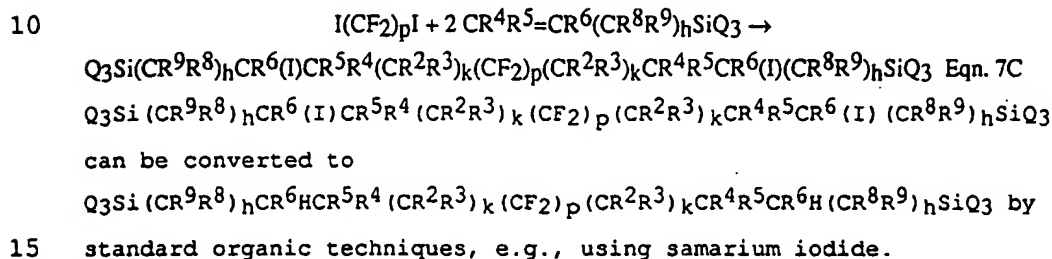 10 I(CF2)pI + 2 CR4R5=CR6(CR8R9)hSiQ3 →
Q3Si(CR9R8)hCR6(I)CR5R4(CR2R3)k(CF2)p(CR2R3)kCR4R5CR6(I)(CR8R9)hSiQ3 Eqn. 7C
Q3Si(CR9R8)hCR6(I)CR5R4(CR2R3)k(CF2)p(CR2R3)kCR4R5CR6(I)(CR8R9)hSiQ3
can be converted to
Q3Si(CR9R8)hCR6HCR5R4(CR2R3)k(CF2)p(CR2R3)kCR4R5CR6H(CR8R9)hSiQ3 by
15 standard organic techniques, e.g., using samarium iodide.